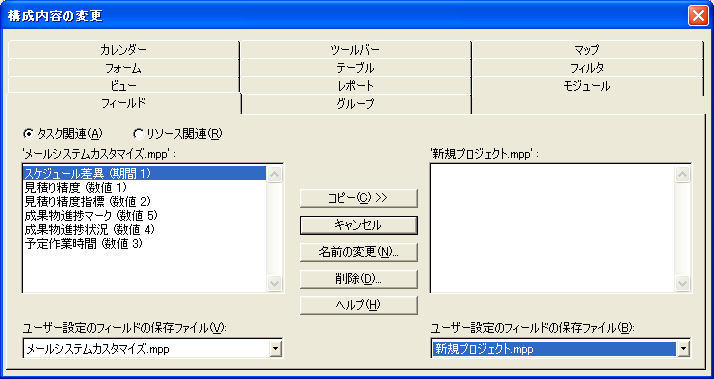 構成内容の変更
カレンダー ツールバー マップ
フォーム テーブル フィルタ
ビュー レポート モジュール
フィールド グループ
タスク関連(A) リソース関連(R)
'メールシステムカスタマイズ.mpp' :
'新規プロジェクト.mpp' :
スケジュール差異 (期間 1)
見積り精度 (数値 1)
見積り精度指標 (数値 2)
成果物進捗マーク (数値 5)
成果物進捗状況 (数値 4)
予定作業時間 (数値 3)
コピー(C) >>
キャンセル
名前の変更(N)...
削除(D)...
ヘルプ(H)
ユーザー設定のフィールドの保存ファイル(V):
メールシステムカスタマイズ.mpp
ユーザー設定のフィールドの保存ファイル(B):
新規プロジェクト.mpp